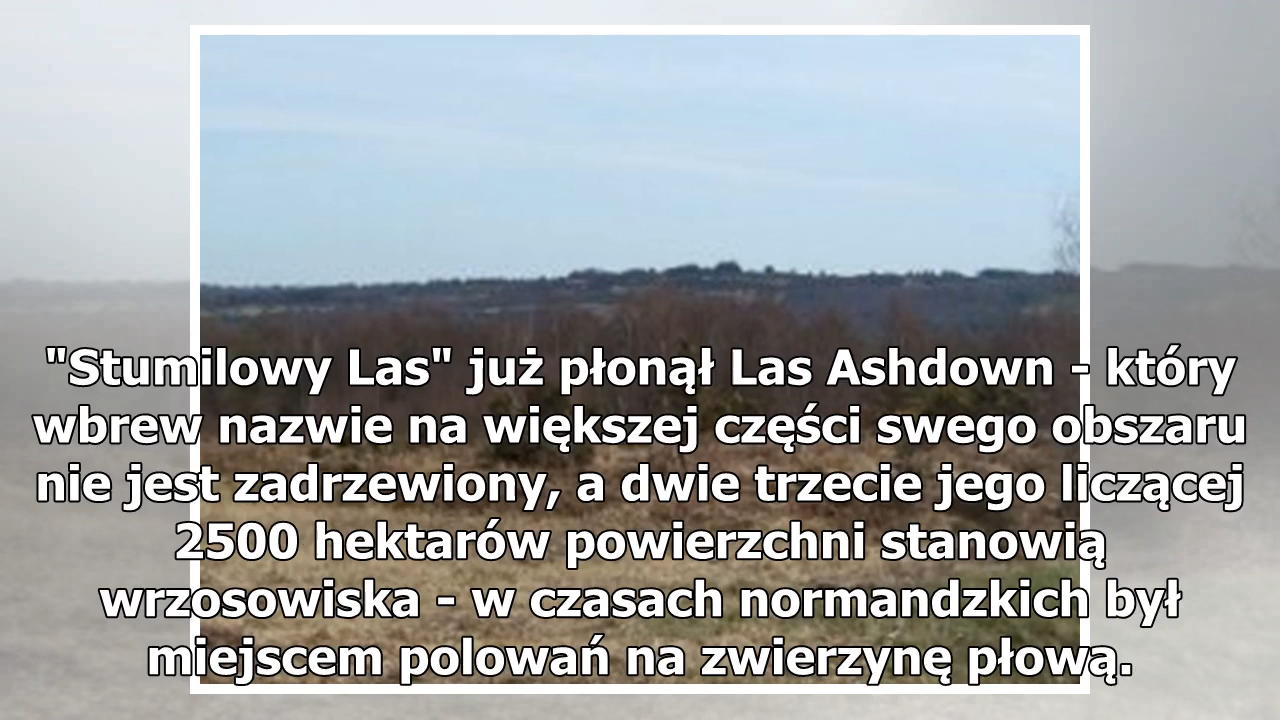 "Stumilowy Las" już płonął Las Ashdown - który
wbrew nazwie na większej części swego obszaru
nie jest zadrzewiony, a dwie trzecie jego liczącej
2500 hektarów powierzchni stanowią
wrzosowiska - w czasach normandzkich był
miejscem polowań na zwierzynę płową.